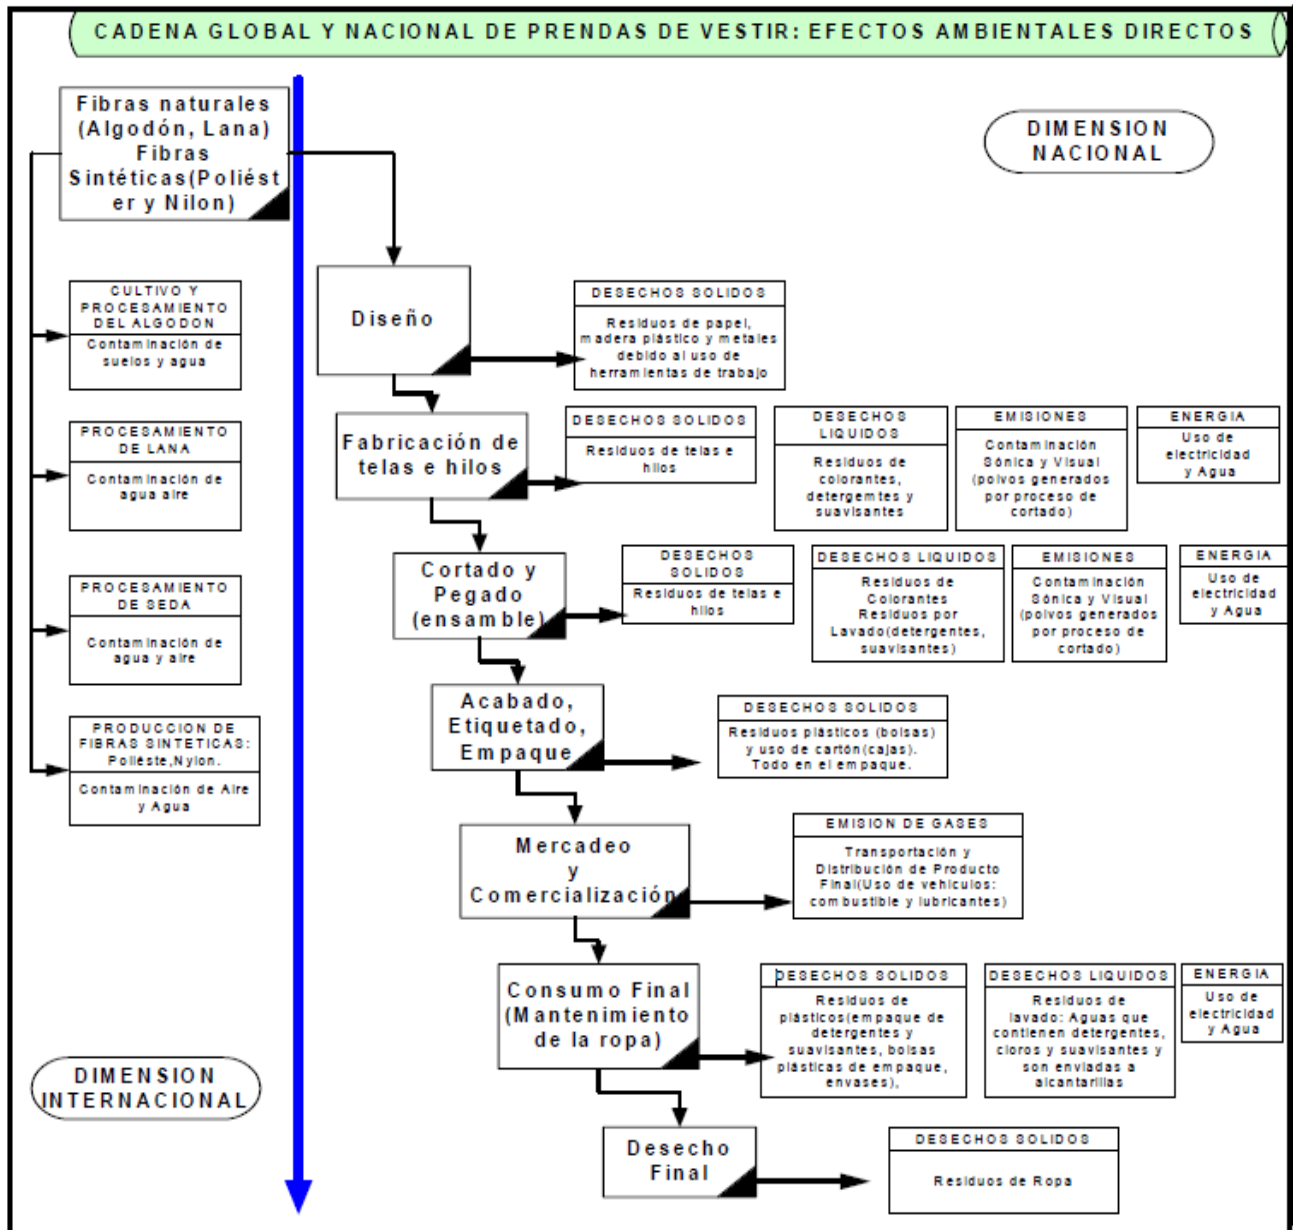 CADENA GLOBAL Y NACIONAL DE PRENDAS DE VESTIR: EFECTOS AMBIENTALES DIRECTOS
Fibras naturales
(Algodón, Lana)
Fibras
Sintéticas(Poliést
er y Nilon)
DIMENSION
NACIONAL
CULTIVO Y
PROCESAMIENTO
DEL ALGODON
Contaminación de
suelos y agua
PROCESAMIENTO
DE LANA
Contaminación de
agua aire
PROCESAMIENTO
DE SEDA
Contaminación de
agua y aire
PRODUCCION DE
FIBRAS SINTETICAS:
Poliéste,Nylon.
Contaminación de Aire
y Agua
DIMENSION
INTERNACIONAL
Diseño
DESECHOS SOLIDOS
Residuos de papel,
madera plástico y metales
debido al uso de
herramientas de trabajo
Fabricación de
telas e hilos
DESECHOS SOLIDOS
Residuos de telas e
hilos
DESECHOS
LIQUIDOS
Residuos de
colorantes,
detergemtes y
suavisantes
EMISIONES
Contaminación
Sónica y Visual
(polvos generados
por proceso de
cortado)
ENERGIA
Uso de
electricidad
y Agua
Cortado y
Pegado
(ensamble)
DESECHOS
SOLIDOS
Residuos de telas e
hilos
DESECHOS LIQUIDOS
Residuos de
Colorantes
Residuos por
Lavado(detergentes,
suavisantes)
EMISIONES
Contaminación
Sónica y Visual
(polvos generados
por proceso de
cortado)
ENERGIA
Uso de
electricidad
y Agua
Acabado,
Etiquetado,
Empaque
DESECHOS SOLIDOS
Residuos plásticos (bolsas)
y uso de cartón(cajas).
Todo en el empaque.
Mercadeo
y
Comercialización
EMISION DE GASES
Transportación y
Distribución de Producto
Final(Uso de vehículos:
combustible y lubricantes)
Consumo Final
(Mantenimiento
de la ropa)
DESECHOS SOLIDOS
Residuos de
plásticos(empaque de
detergentes y
suavisantes, bolsas
plásticas de empaque,
envases),
DESECHOS LIQUIDOS
Residuos de
lavado: Aguas que
contienen detergentes,
cloros y suavisantes y
son enviadas a
alcantarillas
ENERGIA
Uso de
electricidad
y Agua
Desecho
Final
DESECHOS SOLIDOS
Residuos de Ropa